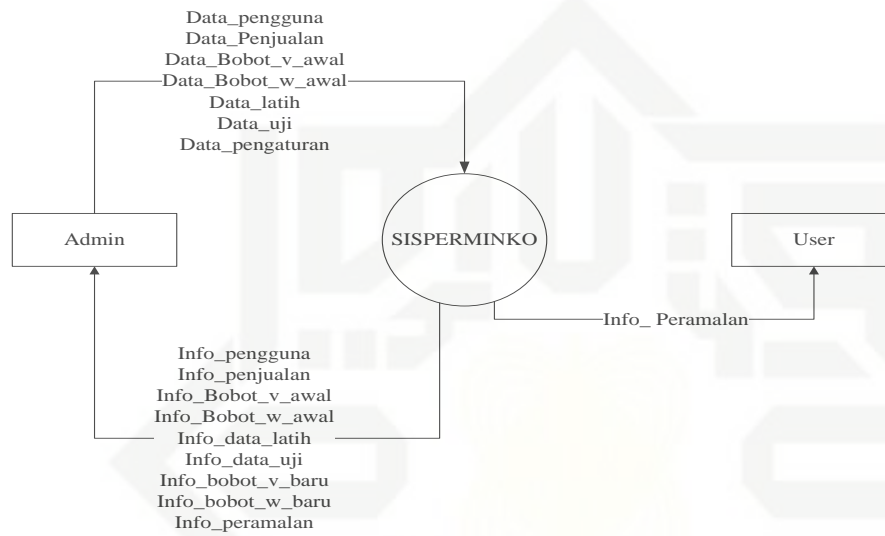 Data_pengguna
Data_Penjualan
Data_Bobot_v_awal
Data_Bobot_w_awal
Data_latih
Data_uji
Data_pengaturan
Admin
SISPERMINKO
User
Info_ Peramalan
Info_pengguna
Info_penjualan
Info_Bobot_v_awal
Info_Bobot_w_awal
Info_data_latih
Info_data_uji
Info_bobot_v_baru
Info_bobot_w_baru
Info_peramalan